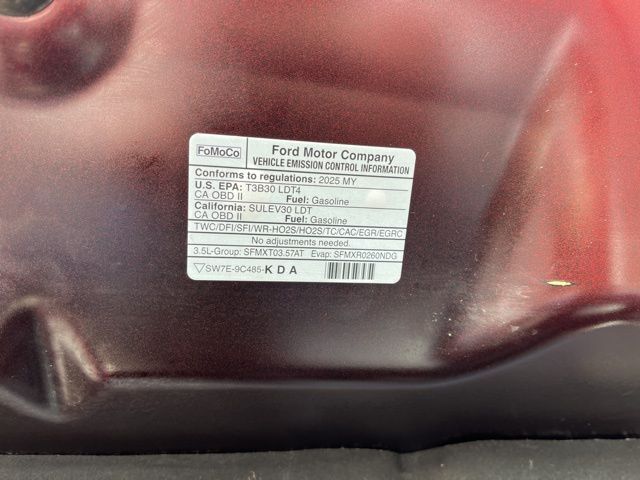 FoMoCo
Ford Motor Company
VEHICLE EMISSION CONTROL INFORMATION
Conforms to regulations: 2025 MY
U.S. EPA: T3B30 LDT4
CA OBD II Fuel: Gasoline
California: SULEV30 LDT
CA OBD II Fuel: Gasoline
TWC/DFI/SFI/WR-HO2S/HO2S/TC/CAC/EGR/EGRC
No adjustments needed.
3.5L-Group: SFMXT03.57AT Evap: SFMXR0260NDG
SW7E-9C485-KDA